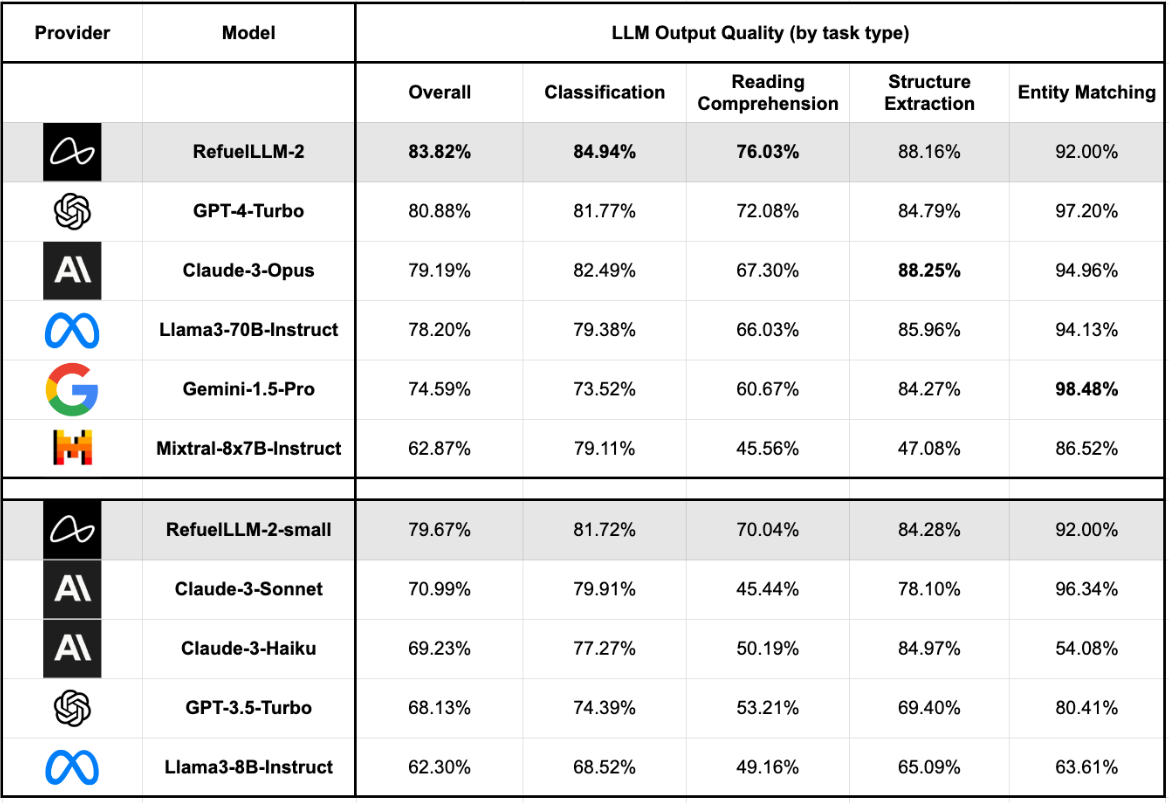 Provider Model LLM Output Quality (by task type)
Overall Classification Reading Comprehension Structure Extraction Entity Matching
RefuelLLM-2 83.82% 84.94% 76.03% 88.16% 92.00%
GPT-4-Turbo 80.88% 81.77% 72.08% 84.79% 97.20%
Claude-3-Opus 79.19% 82.49% 67.30% 88.25% 94.96%
Llama3-70B-Instruct 78.20% 79.38% 66.03% 85.96% 94.13%
Gemini-1.5-Pro 74.59% 73.52% 60.67% 84.27% 98.48%
Mixtral-8x7B-Instruct 62.87% 79.11% 45.56% 47.08% 86.52%
RefuelLLM-2-small 79.67% 81.72% 70.04% 84.28% 92.00%
Claude-3-Sonnet 70.99% 79.91% 45.44% 78.10% 96.34%
Claude-3-Haiku 69.23% 77.27% 50.19% 84.97% 54.08%
GPT-3.5-Turbo 68.13% 74.39% 53.21% 69.40% 80.41%
Llama3-8B-Instruct 62.30% 68.52% 49.16% 65.09% 63.61%